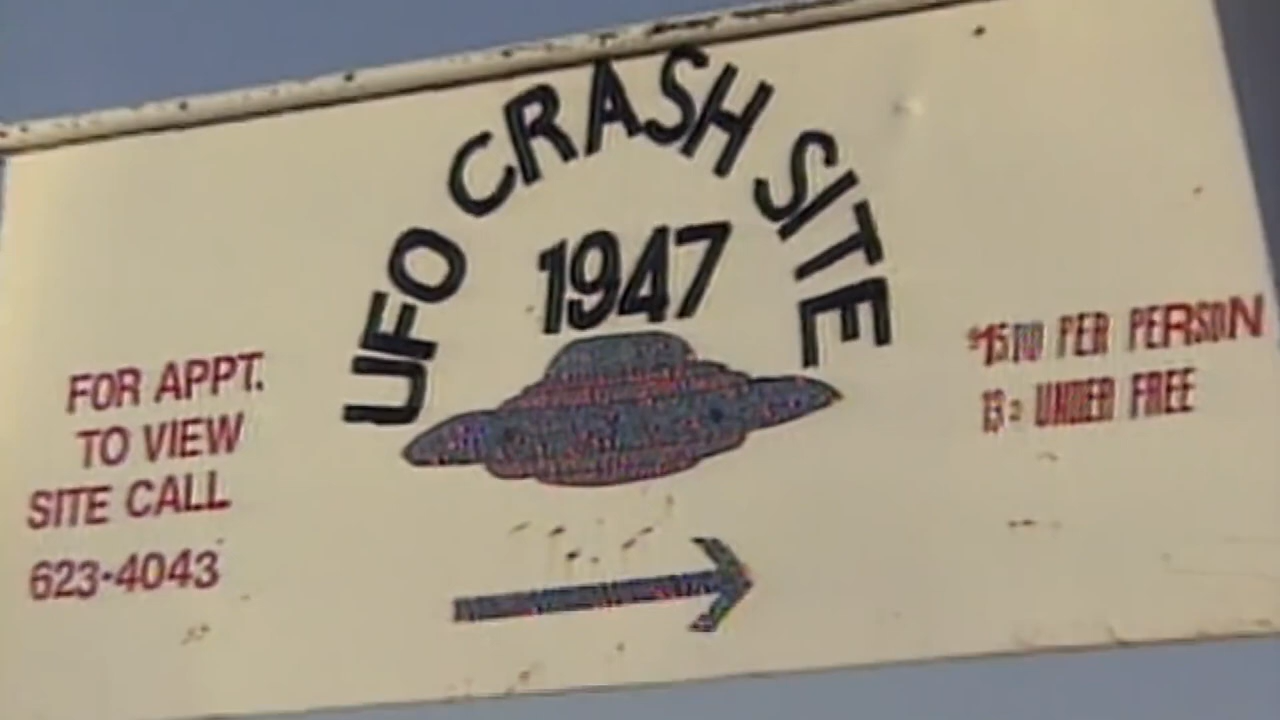 UFO CRASH SITE
1947
FOR APPT.
TO VIEW
SITE CALL
623-4043
PER PERSON
UNDER FREE